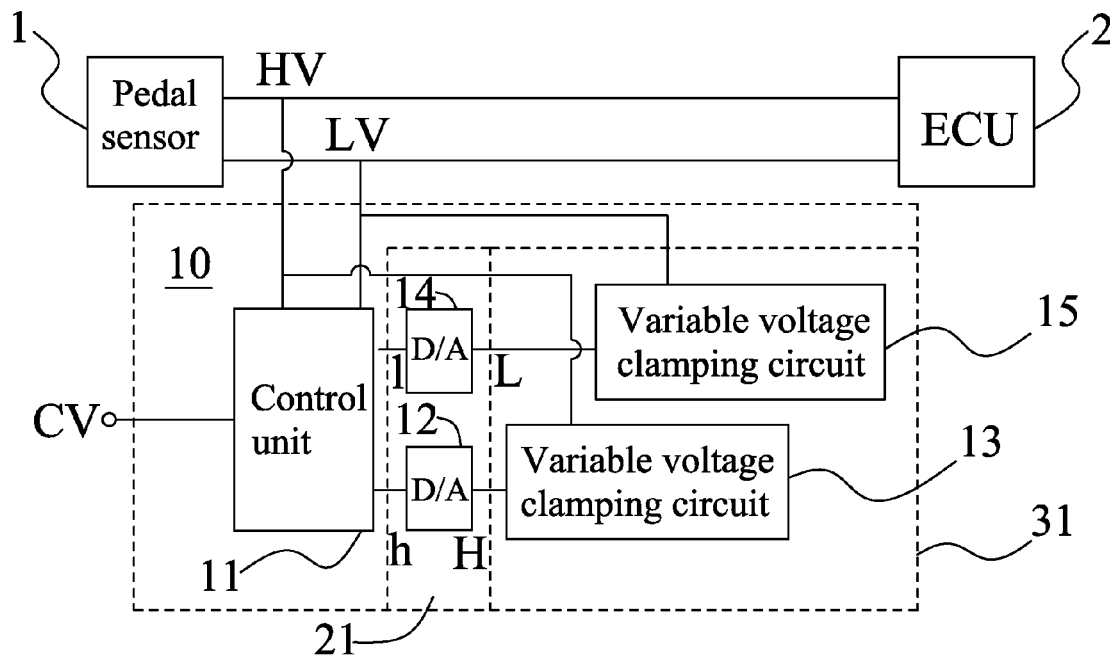 1
2
HV
Pedal
sensor
LV
ECU
10
14
Variable voltage
clamping circuit
15
D/A
l
L
Control
unit
CV
12
Variable voltage
clamping circuit
13
D/A
h
H
31
11
21